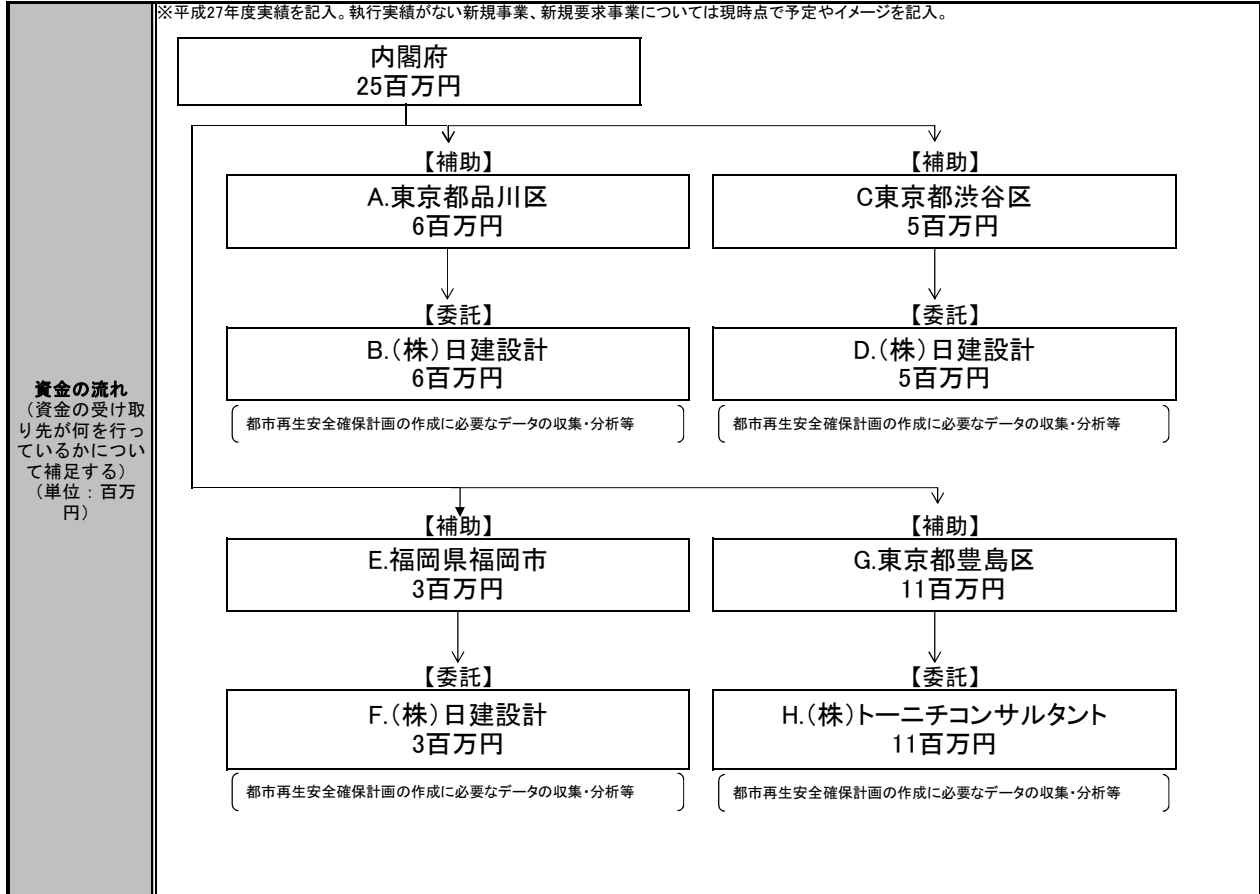 ※平成27年度実績を記入。執行実績がない新規事業、新規要求事業については現時点で予定やイメージを記入。
資金の流れ
（資金の受け取
り先が何を行っ
ているかについ
て補足する）
（単位：百万
円）
内閣府
25百万円
【補助】
A.東京都品川区
6百万円
【委託】
B.(株)日建設計
6百万円
都市再生安全確保計画の作成に必要なデータの収集・分析等
【補助】
C東京都渋谷区
5百万円
【委託】
D.(株)日建設計
5百万円
都市再生安全確保計画の作成に必要なデータの収集・分析等
【補助】
E.福岡県福岡市
3百万円
【委託】
F.(株)日建設計
3百万円
都市再生安全確保計画の作成に必要なデータの収集・分析等
【補助】
G.東京都豊島区
11百万円
【委託】
H.(株)トーニチコンサルタント
11百万円
都市再生安全確保計画の作成に必要なデータの収集・分析等